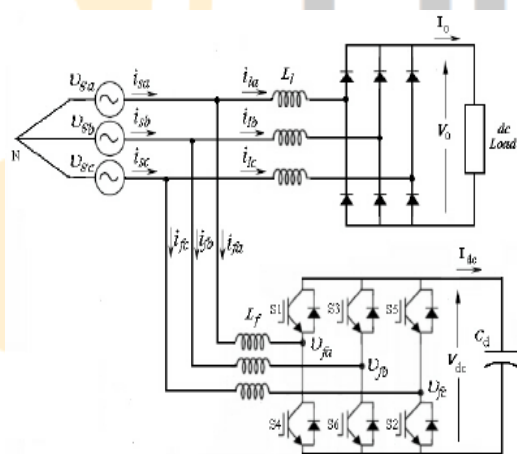 I₀
υsa
isa
ila
Ll
υsb
isb
ilb
V₀
dc
Load
N
υsc
isc
ilc
ifc
ifb
ifa
Idc
Lf
S1
S3
S5
υfa
υfb
υfc
Vdc
Cd
S4
S6
S2